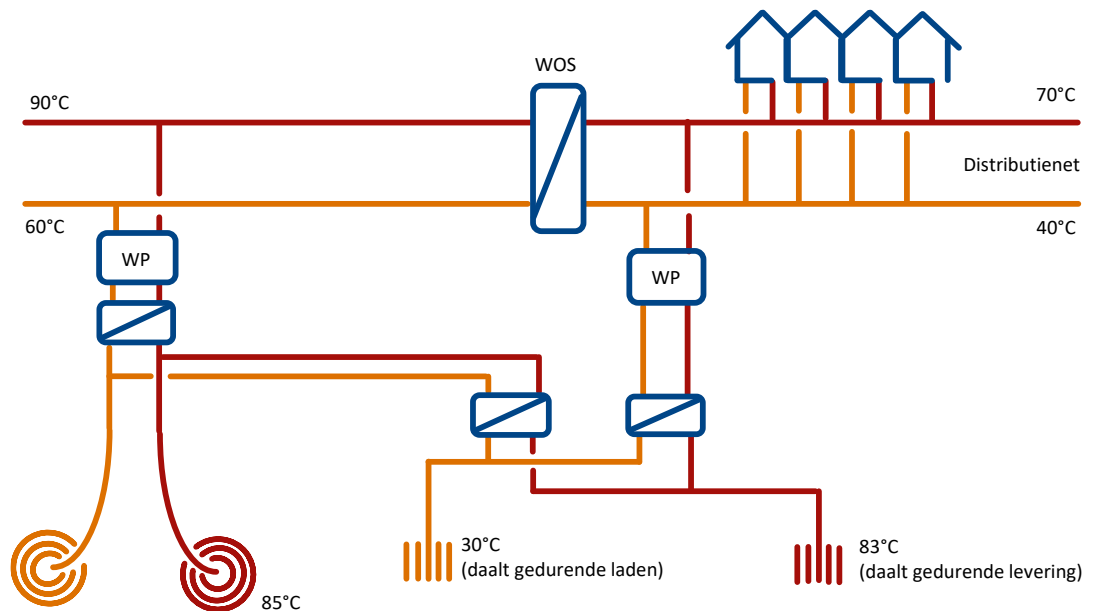 WOS
90°C
70°C
Distributienet
60°C
40°C
WP
WP
30°C
(daalt gedurende laden)
83°C
(daalt gedurende levering)
85°C